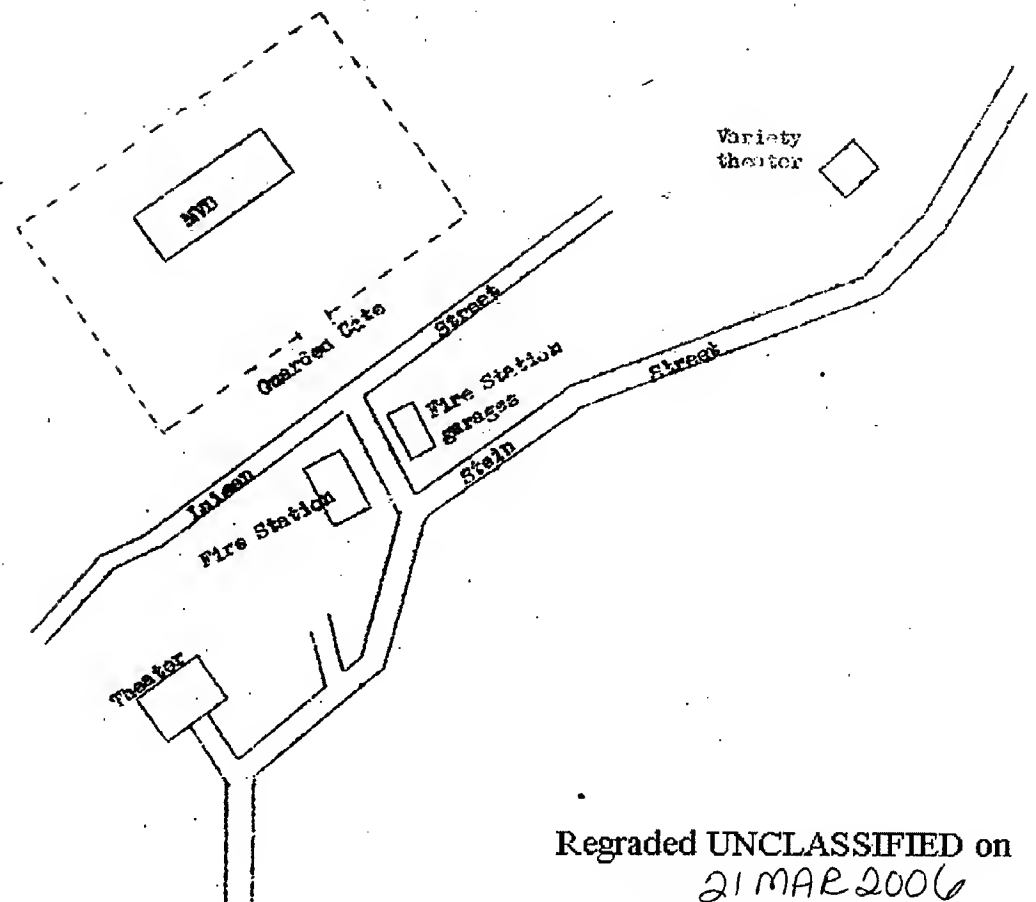 MVD
Variety
theater
Guarded Gate
Street
Fire Station
garages
Street
Stein
Luisen
Fire Station
Theater
Regraded UNCLASSIFIED on
21 MAR 2006